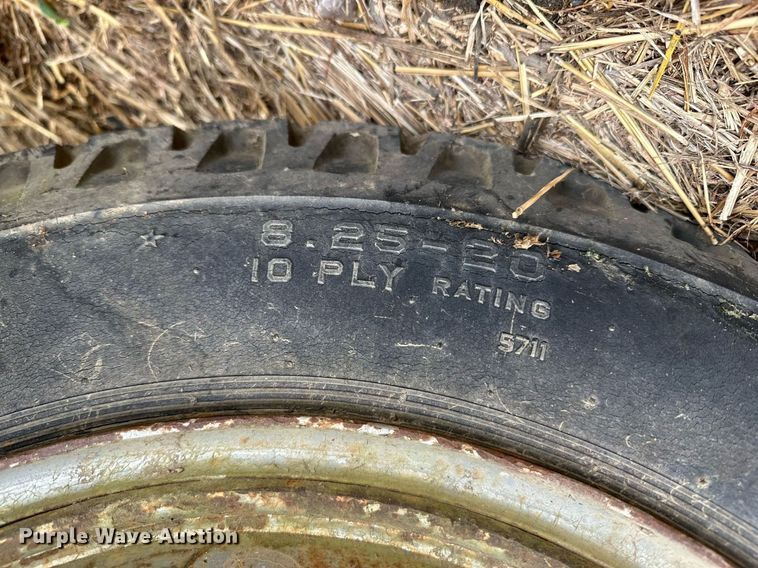 8.25-20
10 PLY RATING
5711
Purple Wave Auction